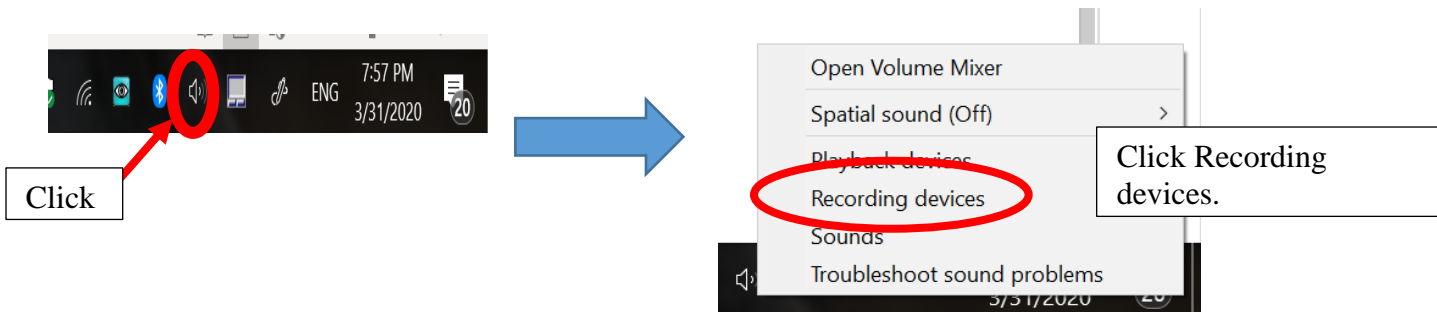 7:57 PM
ENG
3/31/2020
20
Click
Open Volume Mixer
Spatial sound (Off)
Playback devices
Recording devices
Sounds
Troubleshoot sound problems
3/31/2020
20
Click Recording
devices.